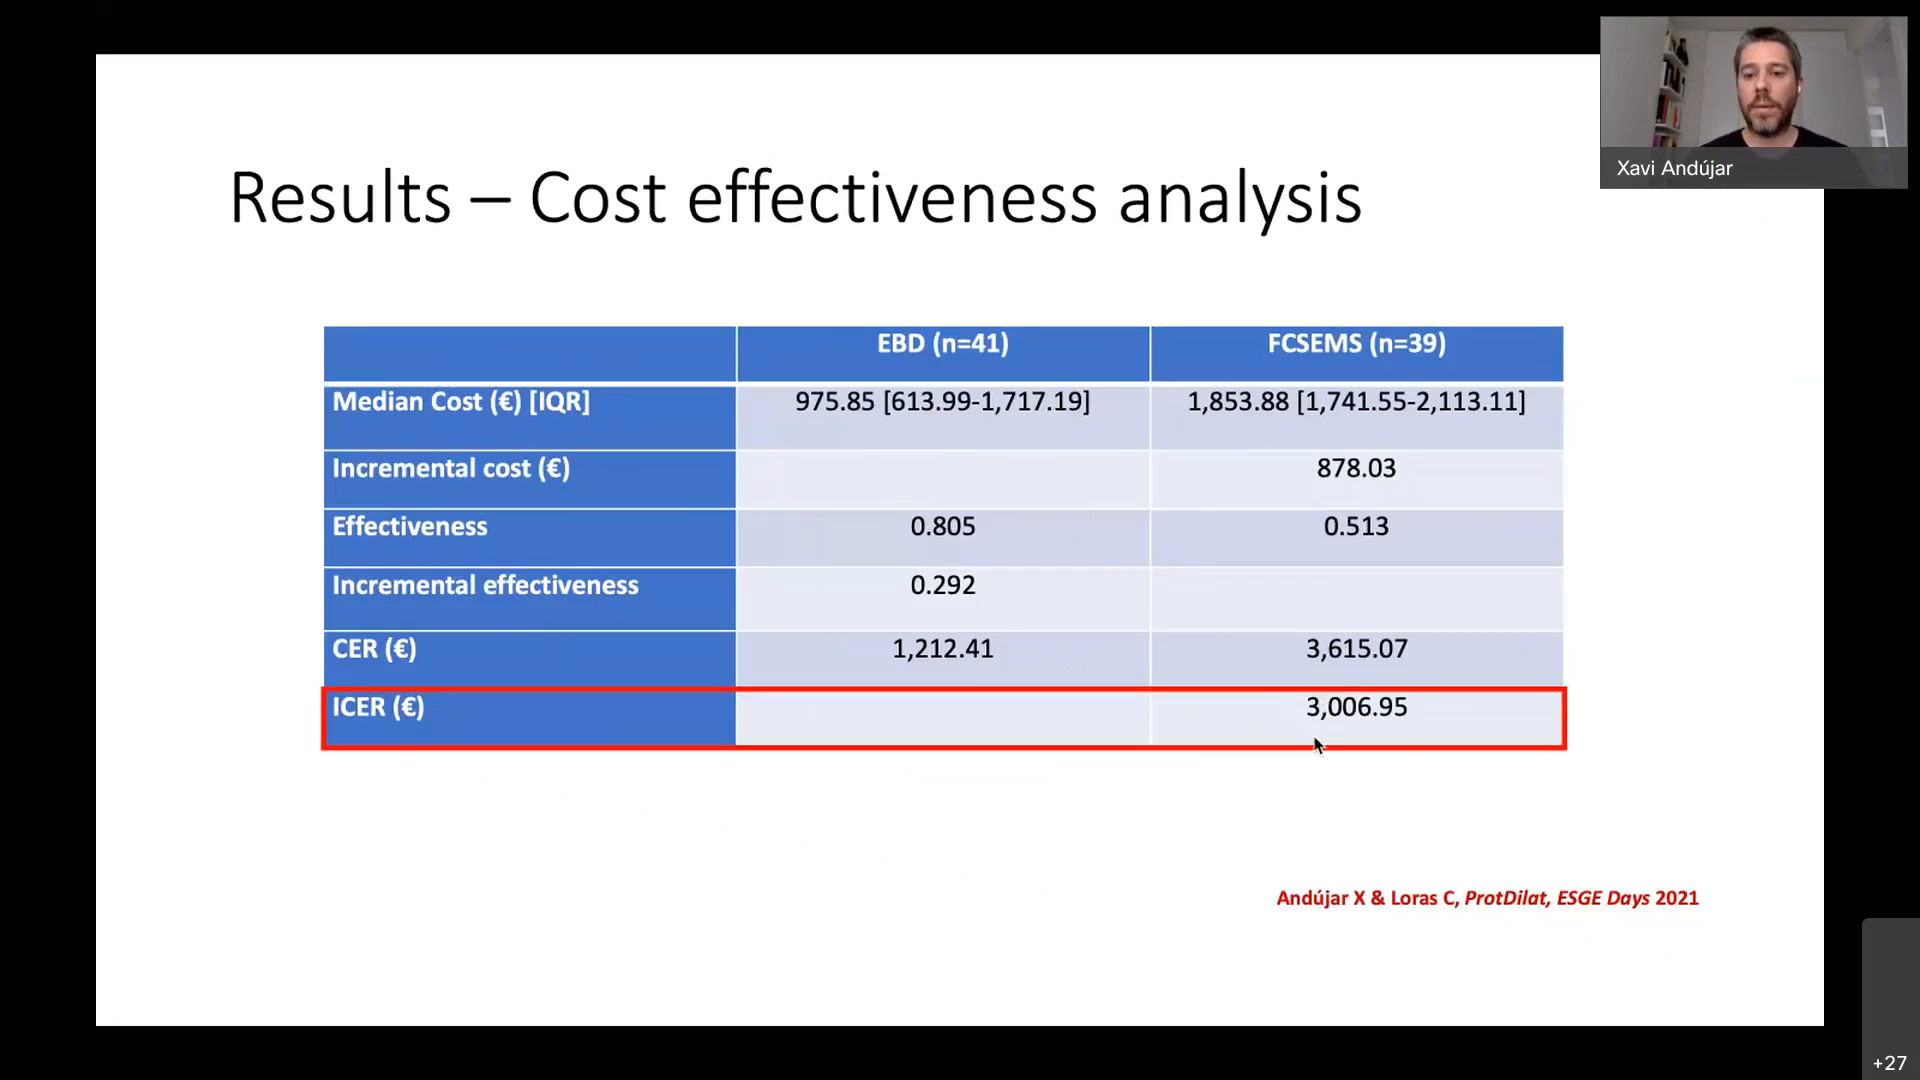 Xavi Andújar
Results – Cost effectiveness analysis
EBD (n=41) FCSEMS (n=39)
Median Cost (€) [IQR] 975.85 [613.99-1,717.19] 1,853.88 [1,741.55-2,113.11]
Incremental cost (€) 878.03
Effectiveness 0.805 0.513
Incremental effectiveness 0.292
CER (€) 1,212.41 3,615.07
ICER (€) 3,006.95
Andújar X & Loras C, ProtDilat, ESGE Days 2021
+27